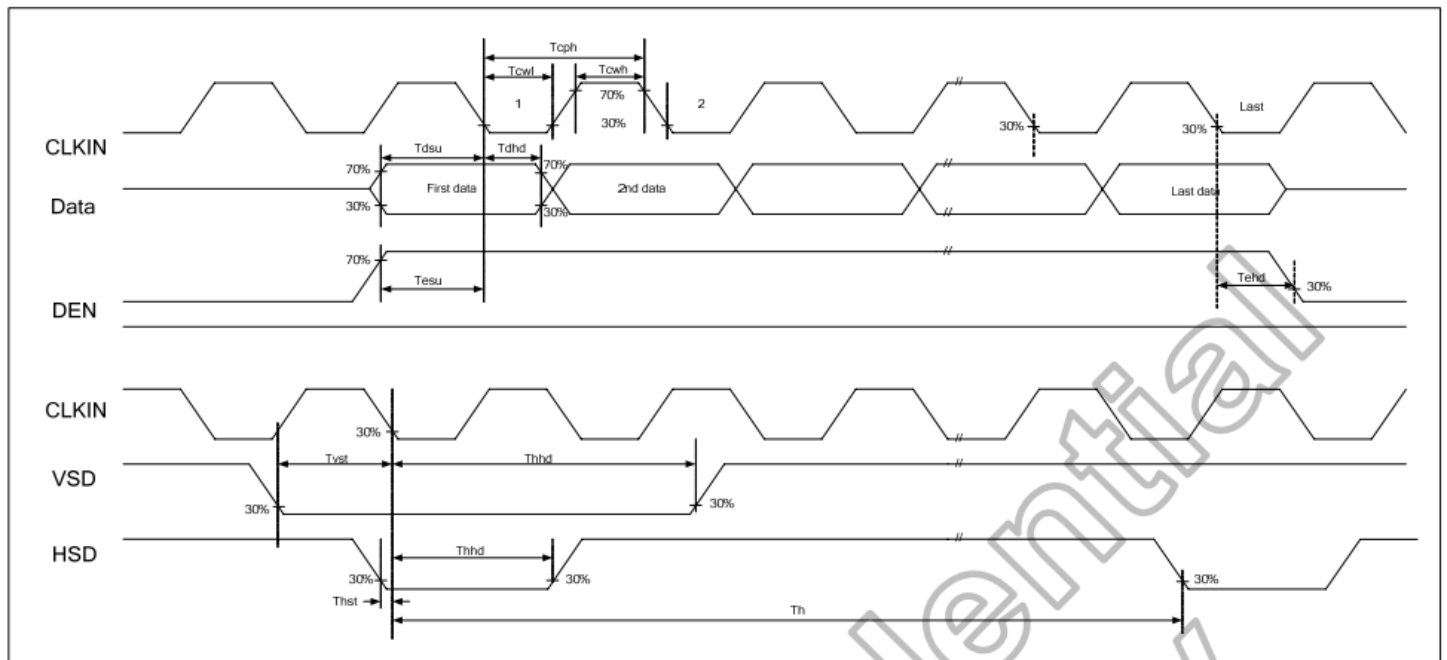 Tcph
Tcwl Tcwh
1 70% 2 Last
30% 30% 30%
CLKIN
Tdsu Tdhd
70% 70%
First data 2nd data Last data
Data
30% 30%
70%
Tesu Tehd
30%
DEN
CLKIN
30%
Tvst Thhd
VSD
30% 30%
HSD
Thhd
30% 30% 30%
Thst
Th